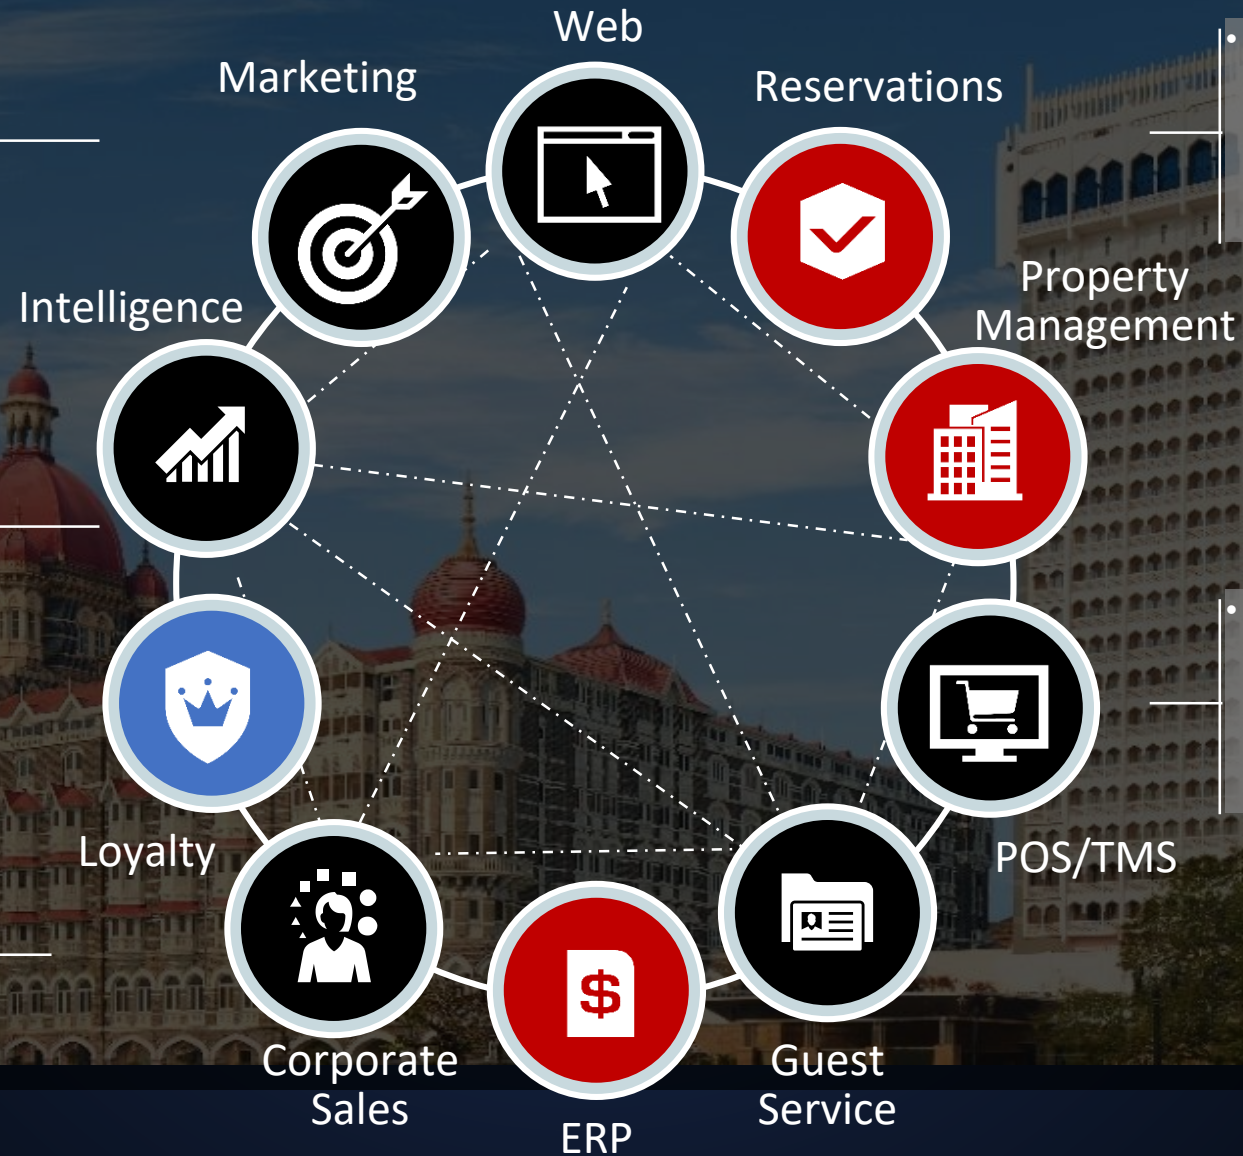 Web
Marketing
Reservations
Property
Management
Intelligence
Loyalty
POS/TMS
Corporate
Sales
Guest
Service
ERP
$